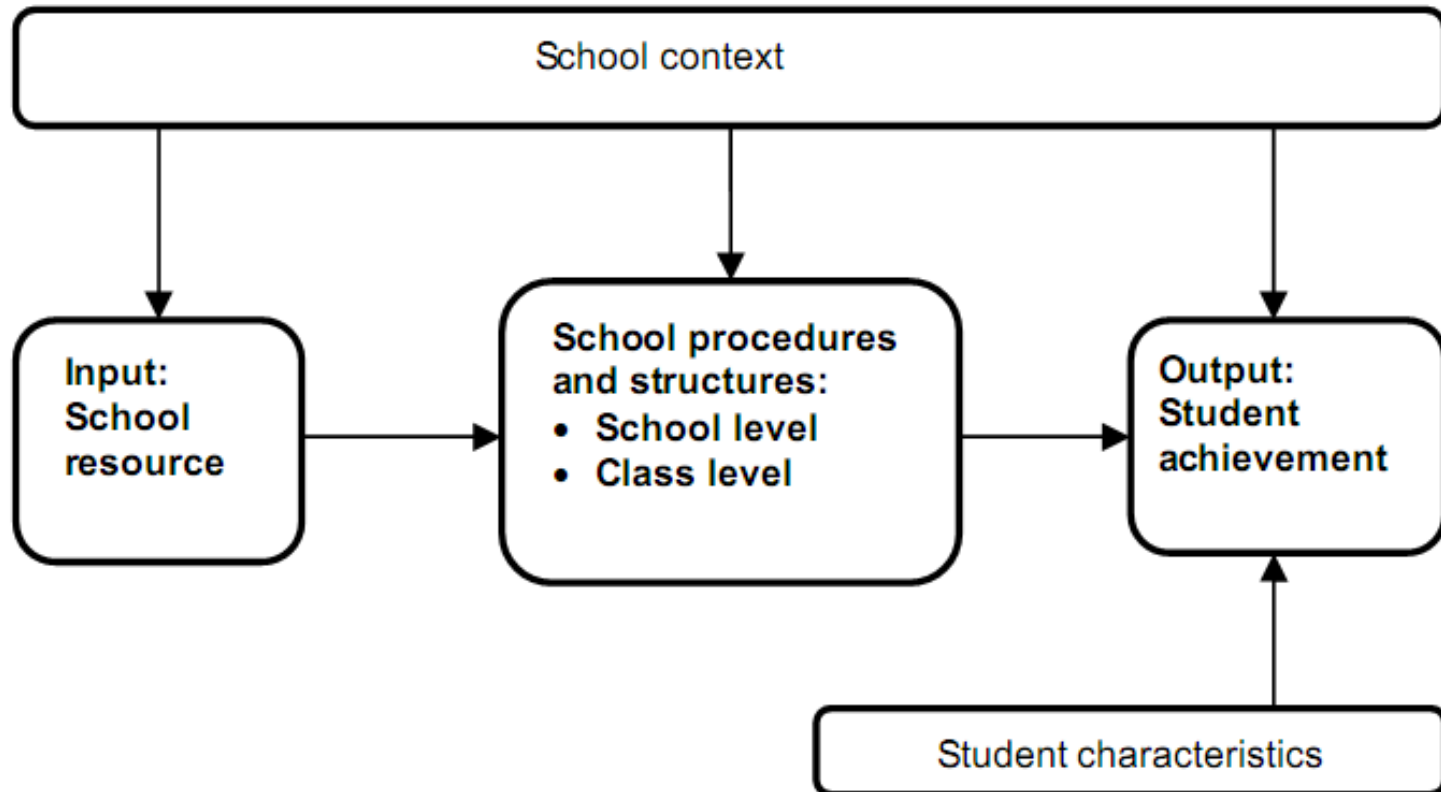 School context
Input:
School
resource
School procedures
and structures:
• School level
• Class level
Output:
Student
achievement
Student characteristics